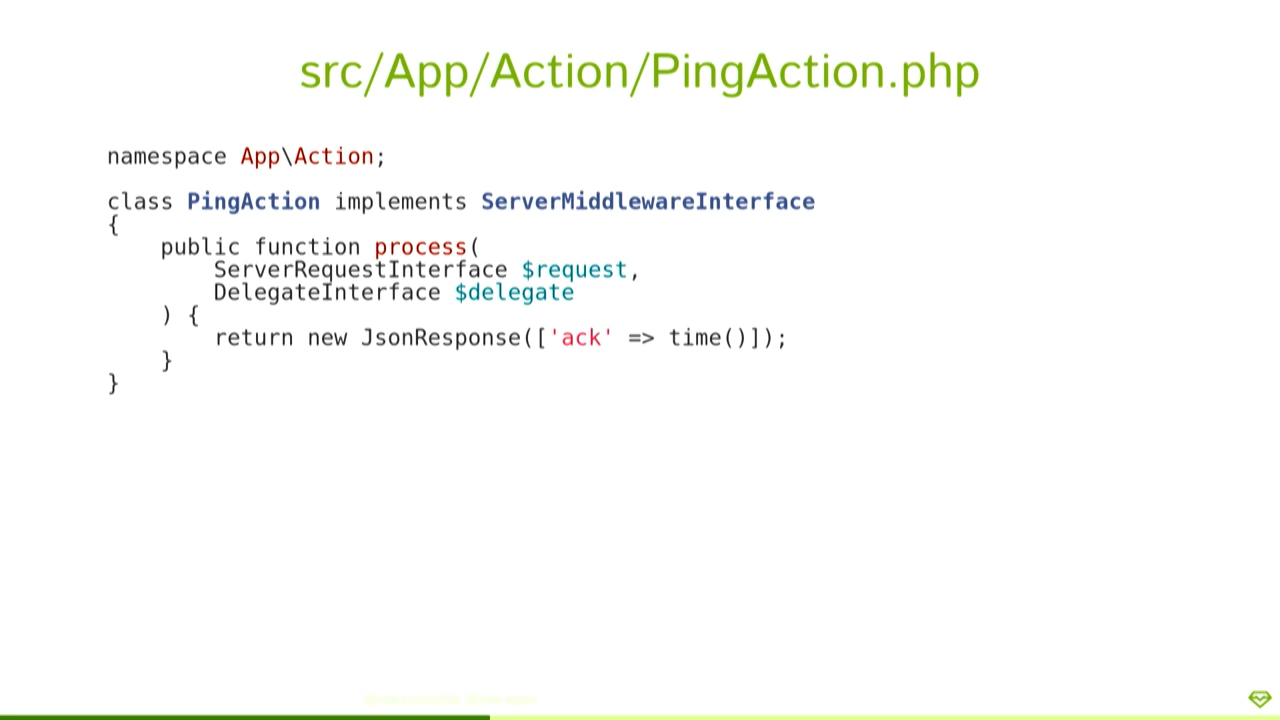 src/App/Action/PingAction.php
namespace App\Action;
class PingAction implements ServerMiddlewareInterface
{
    public function process(
        ServerRequestInterface $request,
        DelegateInterface $delegate
    ) {
        return new JsonResponse(['ack' => time()]);
    }
}